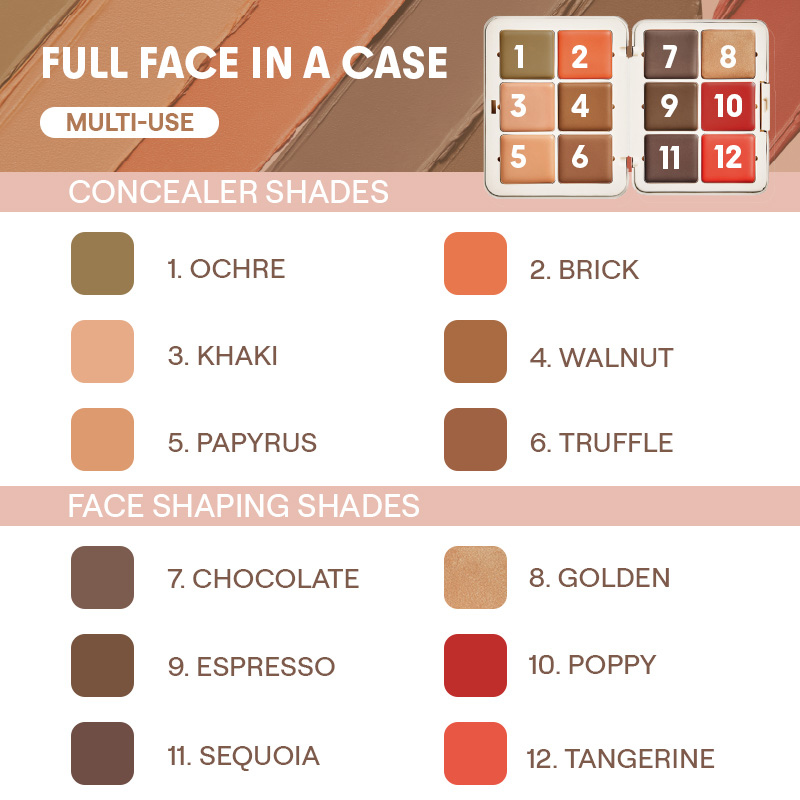 FULL FACE IN A CASE
MULTI-USE
1 2 7 8
3 4 9 10
5 6 11 12
CONCEALER SHADES
1. OCHRE 2. BRICK
3. KHAKI 4. WALNUT
5. PAPYRUS 6. TRUFFLE
FACE SHAPING SHADES
7. CHOCOLATE 8. GOLDEN
9. ESPRESSO 10. POPPY
11. SEQUOIA 12. TANGERINE